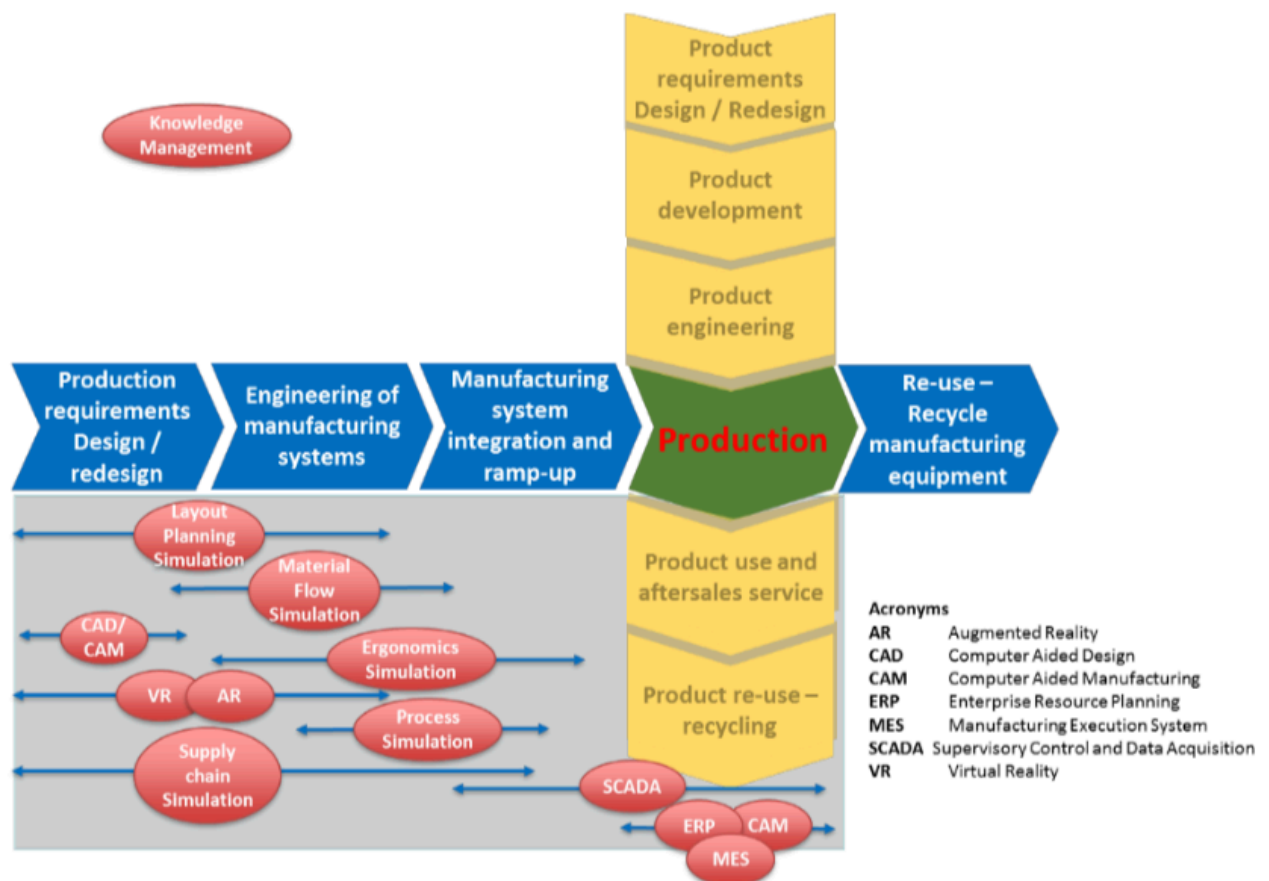 Product
requirements
Design / Redesign
Knowledge
Management
Product
development
Product
engineering
Production
requirements
Design /
redesign
Engineering of
manufacturing
systems
Manufacturing
system
integration and
ramp-up
Production
Re-use –
Recycle
manufacturing
equipment
Layout
Planning
Simulation
Material
Flow
Simulation
CAD/
CAM
Ergonomics
Simulation
VR
AR
Process
Simulation
Supply
chain
Simulation
Product use and
aftersales service
Product re-use –
recycling
SCADA
ERP
CAM
MES
Acronyms
AR Augmented Reality
CAD Computer Aided Design
CAM Computer Aided Manufacturing
ERP Enterprise Resource Planning
MES Manufacturing Execution System
SCADA Supervisory Control and Data Acquisition
VR Virtual Reality